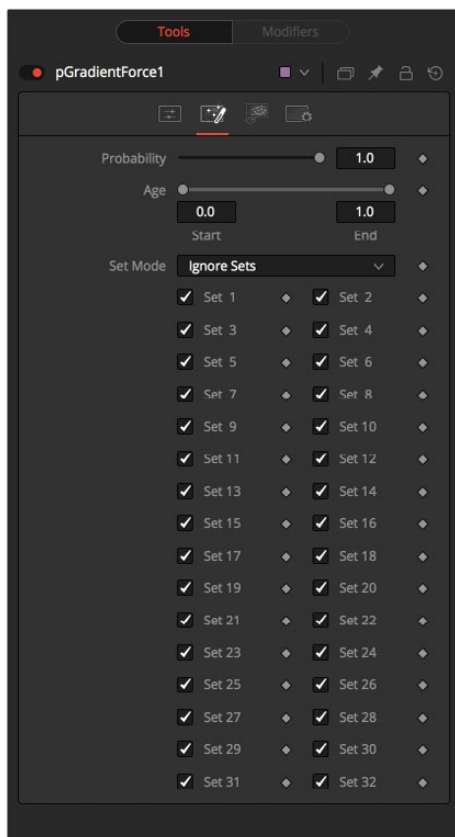 Tools Modifiers
pGradientForce1
Probability 1.0
Age
0.0 1.0
Start End
Set Mode Ignore Sets
Set 1 Set 2
Set 3 Set 4
Set 5 Set 6
Set 7 Set 8
Set 9 Set 10
Set 11 Set 12
Set 13 Set 14
Set 15 Set 16
Set 17 Set 18
Set 19 Set 20
Set 21 Set 22
Set 23 Set 24
Set 25 Set 26
Set 27 Set 28
Set 29 Set 30
Set 31 Set 32